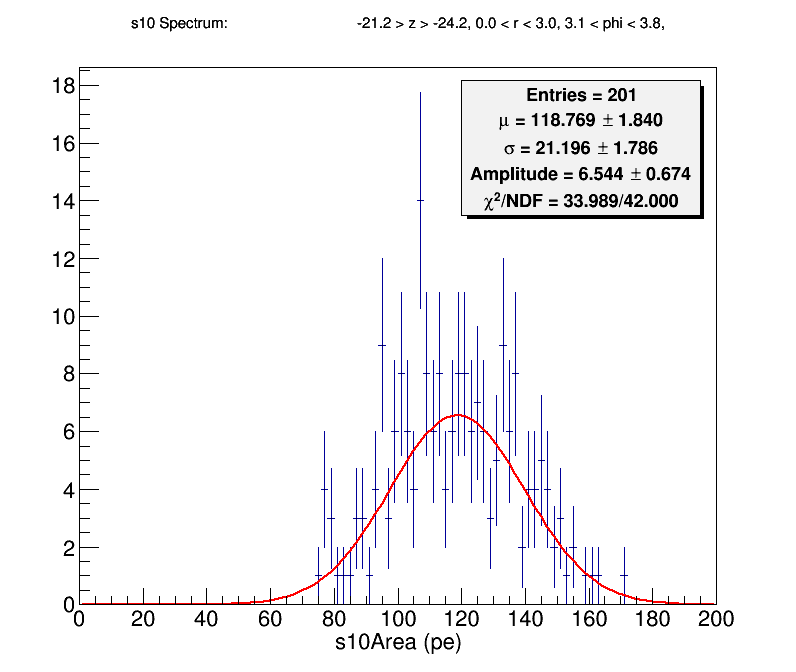 s10 Spectrum: -21.2 > z > -24.2, 0.0 < r < 3.0, 3.1 < phi < 3.8,
Entries = 201
μ = 118.769 ± 1.840
σ = 21.196 ± 1.786
Amplitude = 6.544 ± 0.674
χ²/NDF = 33.989/42.000
18
16
14
12
10
8
6
4
2
0
0 20 40 60 80 100 120 140 160 180 200
s10Area (pe)